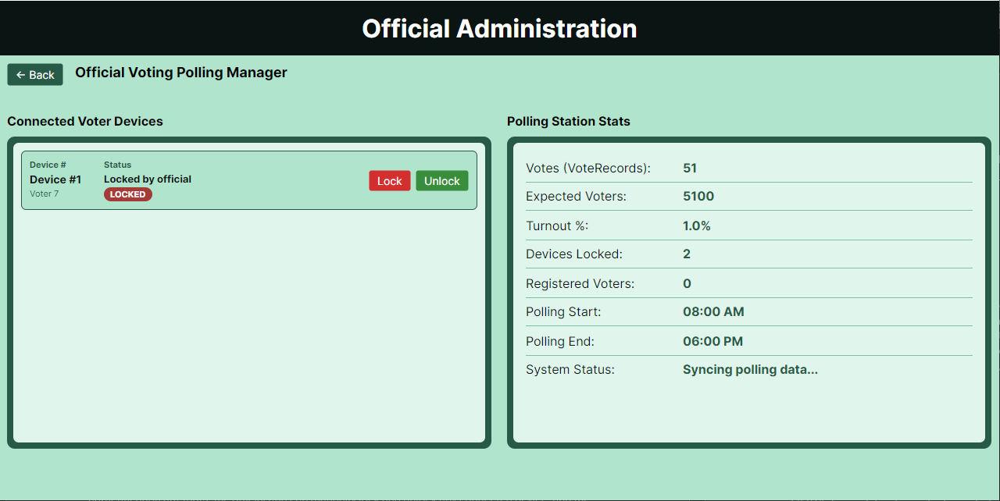 Official Administration
← Back
Official Voting Polling Manager
Connected Voter Devices
Device #
Device #1
Voter 7
Status
Locked by official
LOCKED
Lock
Unlock
Polling Station Stats
Votes (VoteRecords): 51
Expected Voters: 5100
Turnout %: 1.0%
Devices Locked: 2
Registered Voters: 0
Polling Start: 08:00 AM
Polling End: 06:00 PM
System Status: Syncing polling data...